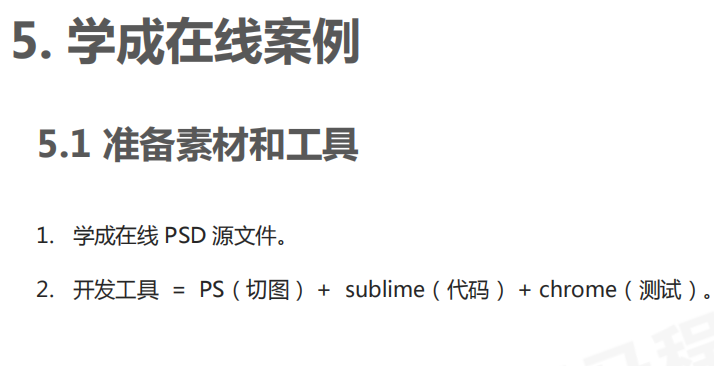 5. 学成在线案例
5.1 准备素材和工具
1. 学成在线 PSD 源文件。
2. 开发工具 = PS（切图）+ sublime（代码）+ chrome（测试）。